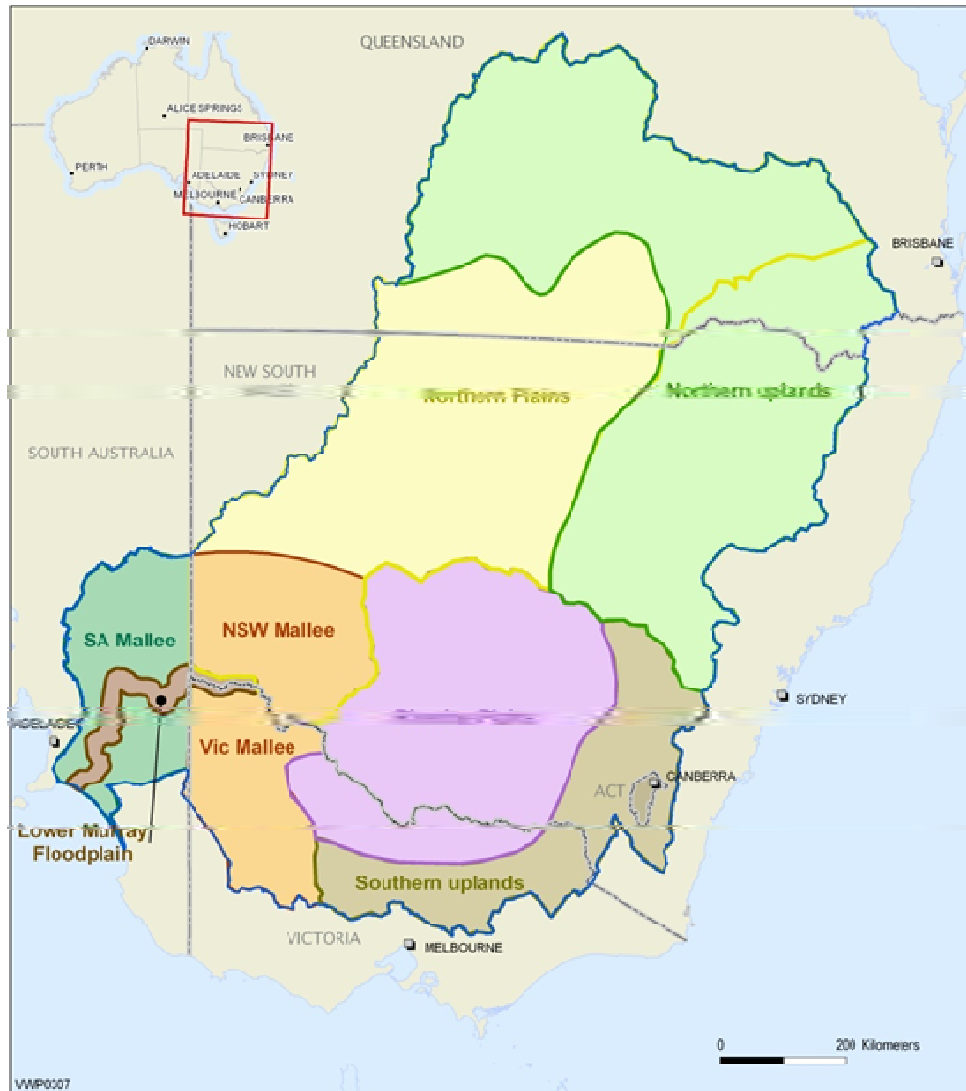 DARWIN
QUEENSLAND
ALICE SPRINGS
BRISBANE
PERTH
ADELAIDE
SYDNEY
MELBOURNE
CANBERRA
HOBART
BRISBANE
NEW SOUTH
Northern Plains
Northern uplands
SOUTH AUSTRALIA
SA Mallee
NSW Mallee
SYDNEY
ADELAIDE
Vic Mallee
CANBERRA
ACT
Lower Murray
Floodplain
Southern uplands
VICTORIA
MELBOURNE
0 200 Kilometers